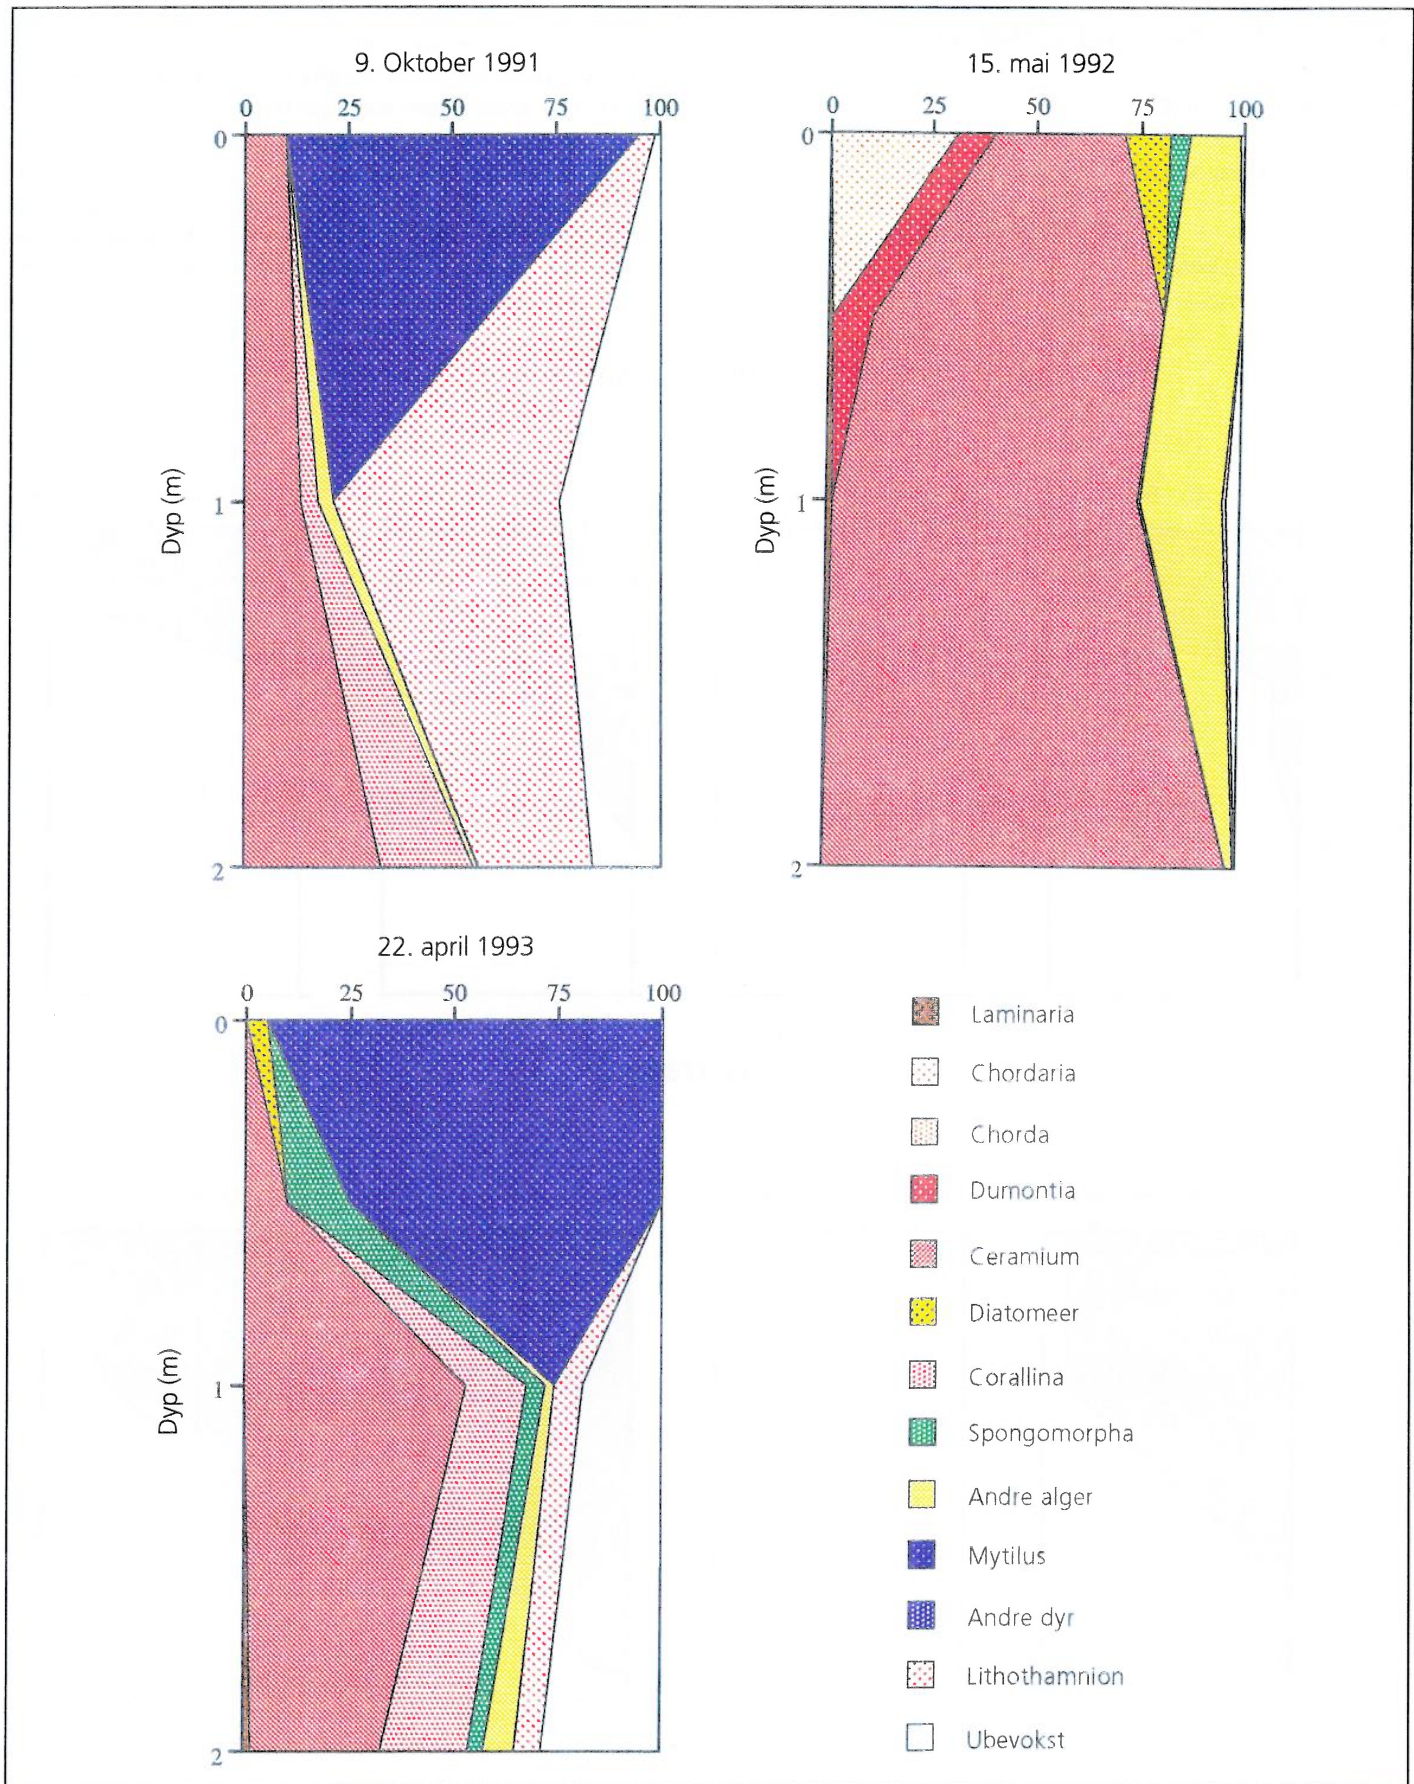 9. Oktober 1991
0 25 50 75 100
0
1
2
Dyp (m)
15. mai 1992
0 25 50 75 100
0
1
2
Dyp (m)
22. april 1993
0 25 50 75 100
0
1
2
Dyp (m)
Laminaria
Chordaria
Chorda
Dumontia
Ceramium
Diatomeer
Corallina
Spongomorpha
Andre alger
Mytilus
Andre dyr
Lithothamnion
Ubevokst